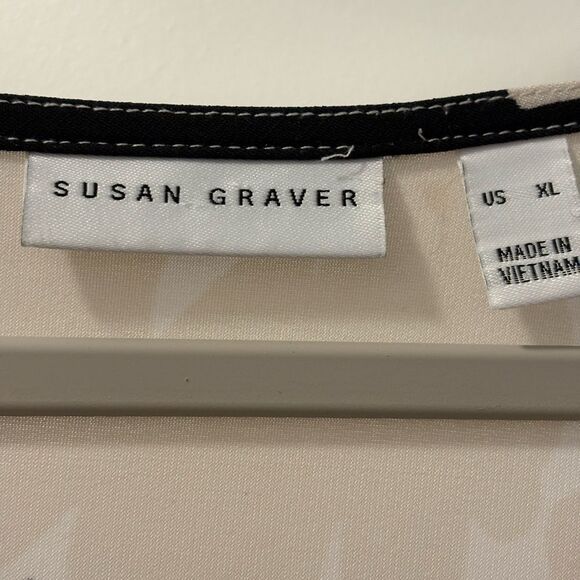 SUSAN GRAVER
US XL
MADE IN
VIETNAM